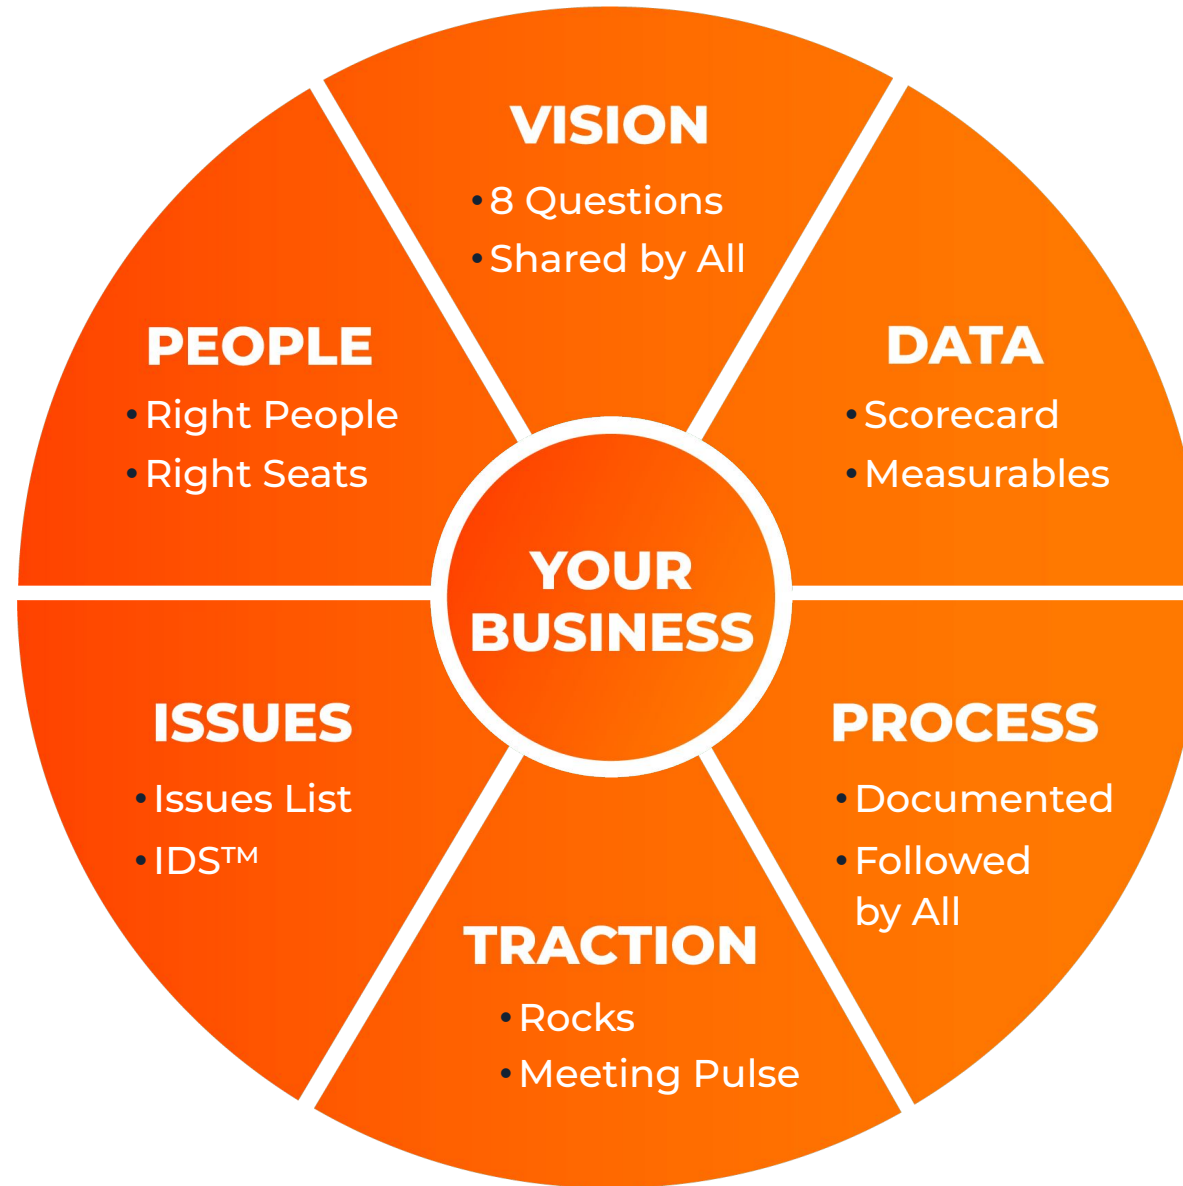 VISION
• 8 Questions
• Shared by All
PEOPLE
• Right People
• Right Seats
DATA
• Scorecard
• Measurables
YOUR
BUSINESS
ISSUES
• Issues List
• IDS™
PROCESS
• Documented
• Followed
by All
TRACTION
• Rocks
• Meeting Pulse